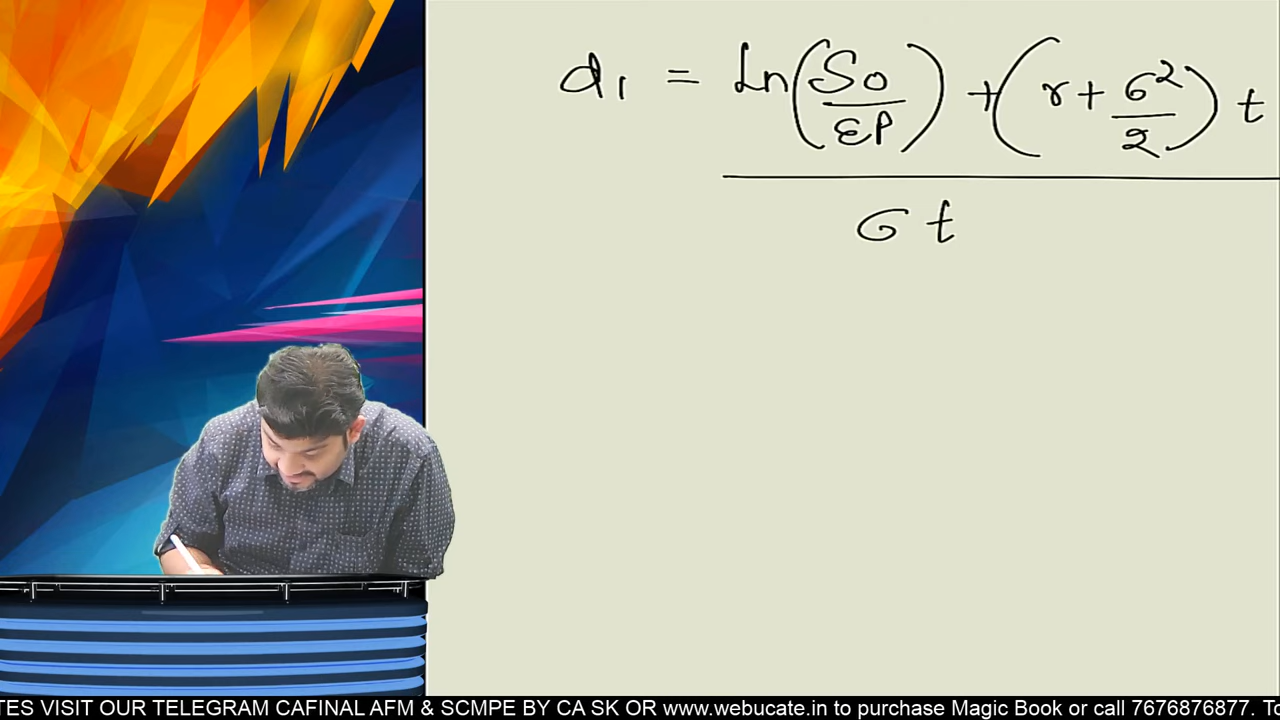 d₁ = Ln(S₀/EP) + (r + σ²/2) t
σ t
TES VISIT OUR TELEGRAM CAFINAL AFM & SCMPE BY CA SK OR www.webucate.in to purchase Magic Book or call 7676876877. To